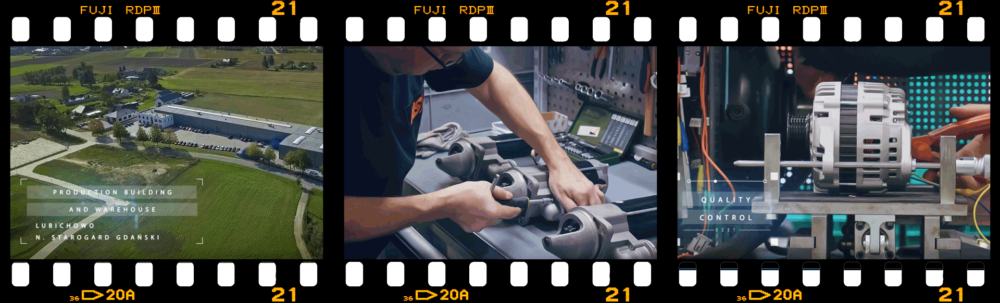 FUJI RDPIII 21
FUJI RDPIII 21
FUJI RDPIII 21
PRODUCTION BUILDING
AND WAREHOUSE
LUBICHOWO
N. STAROGARD GDAŃSKI
QUALITY
CONTROL
8597
36 20A 21
36 20A 21
36 20A 21